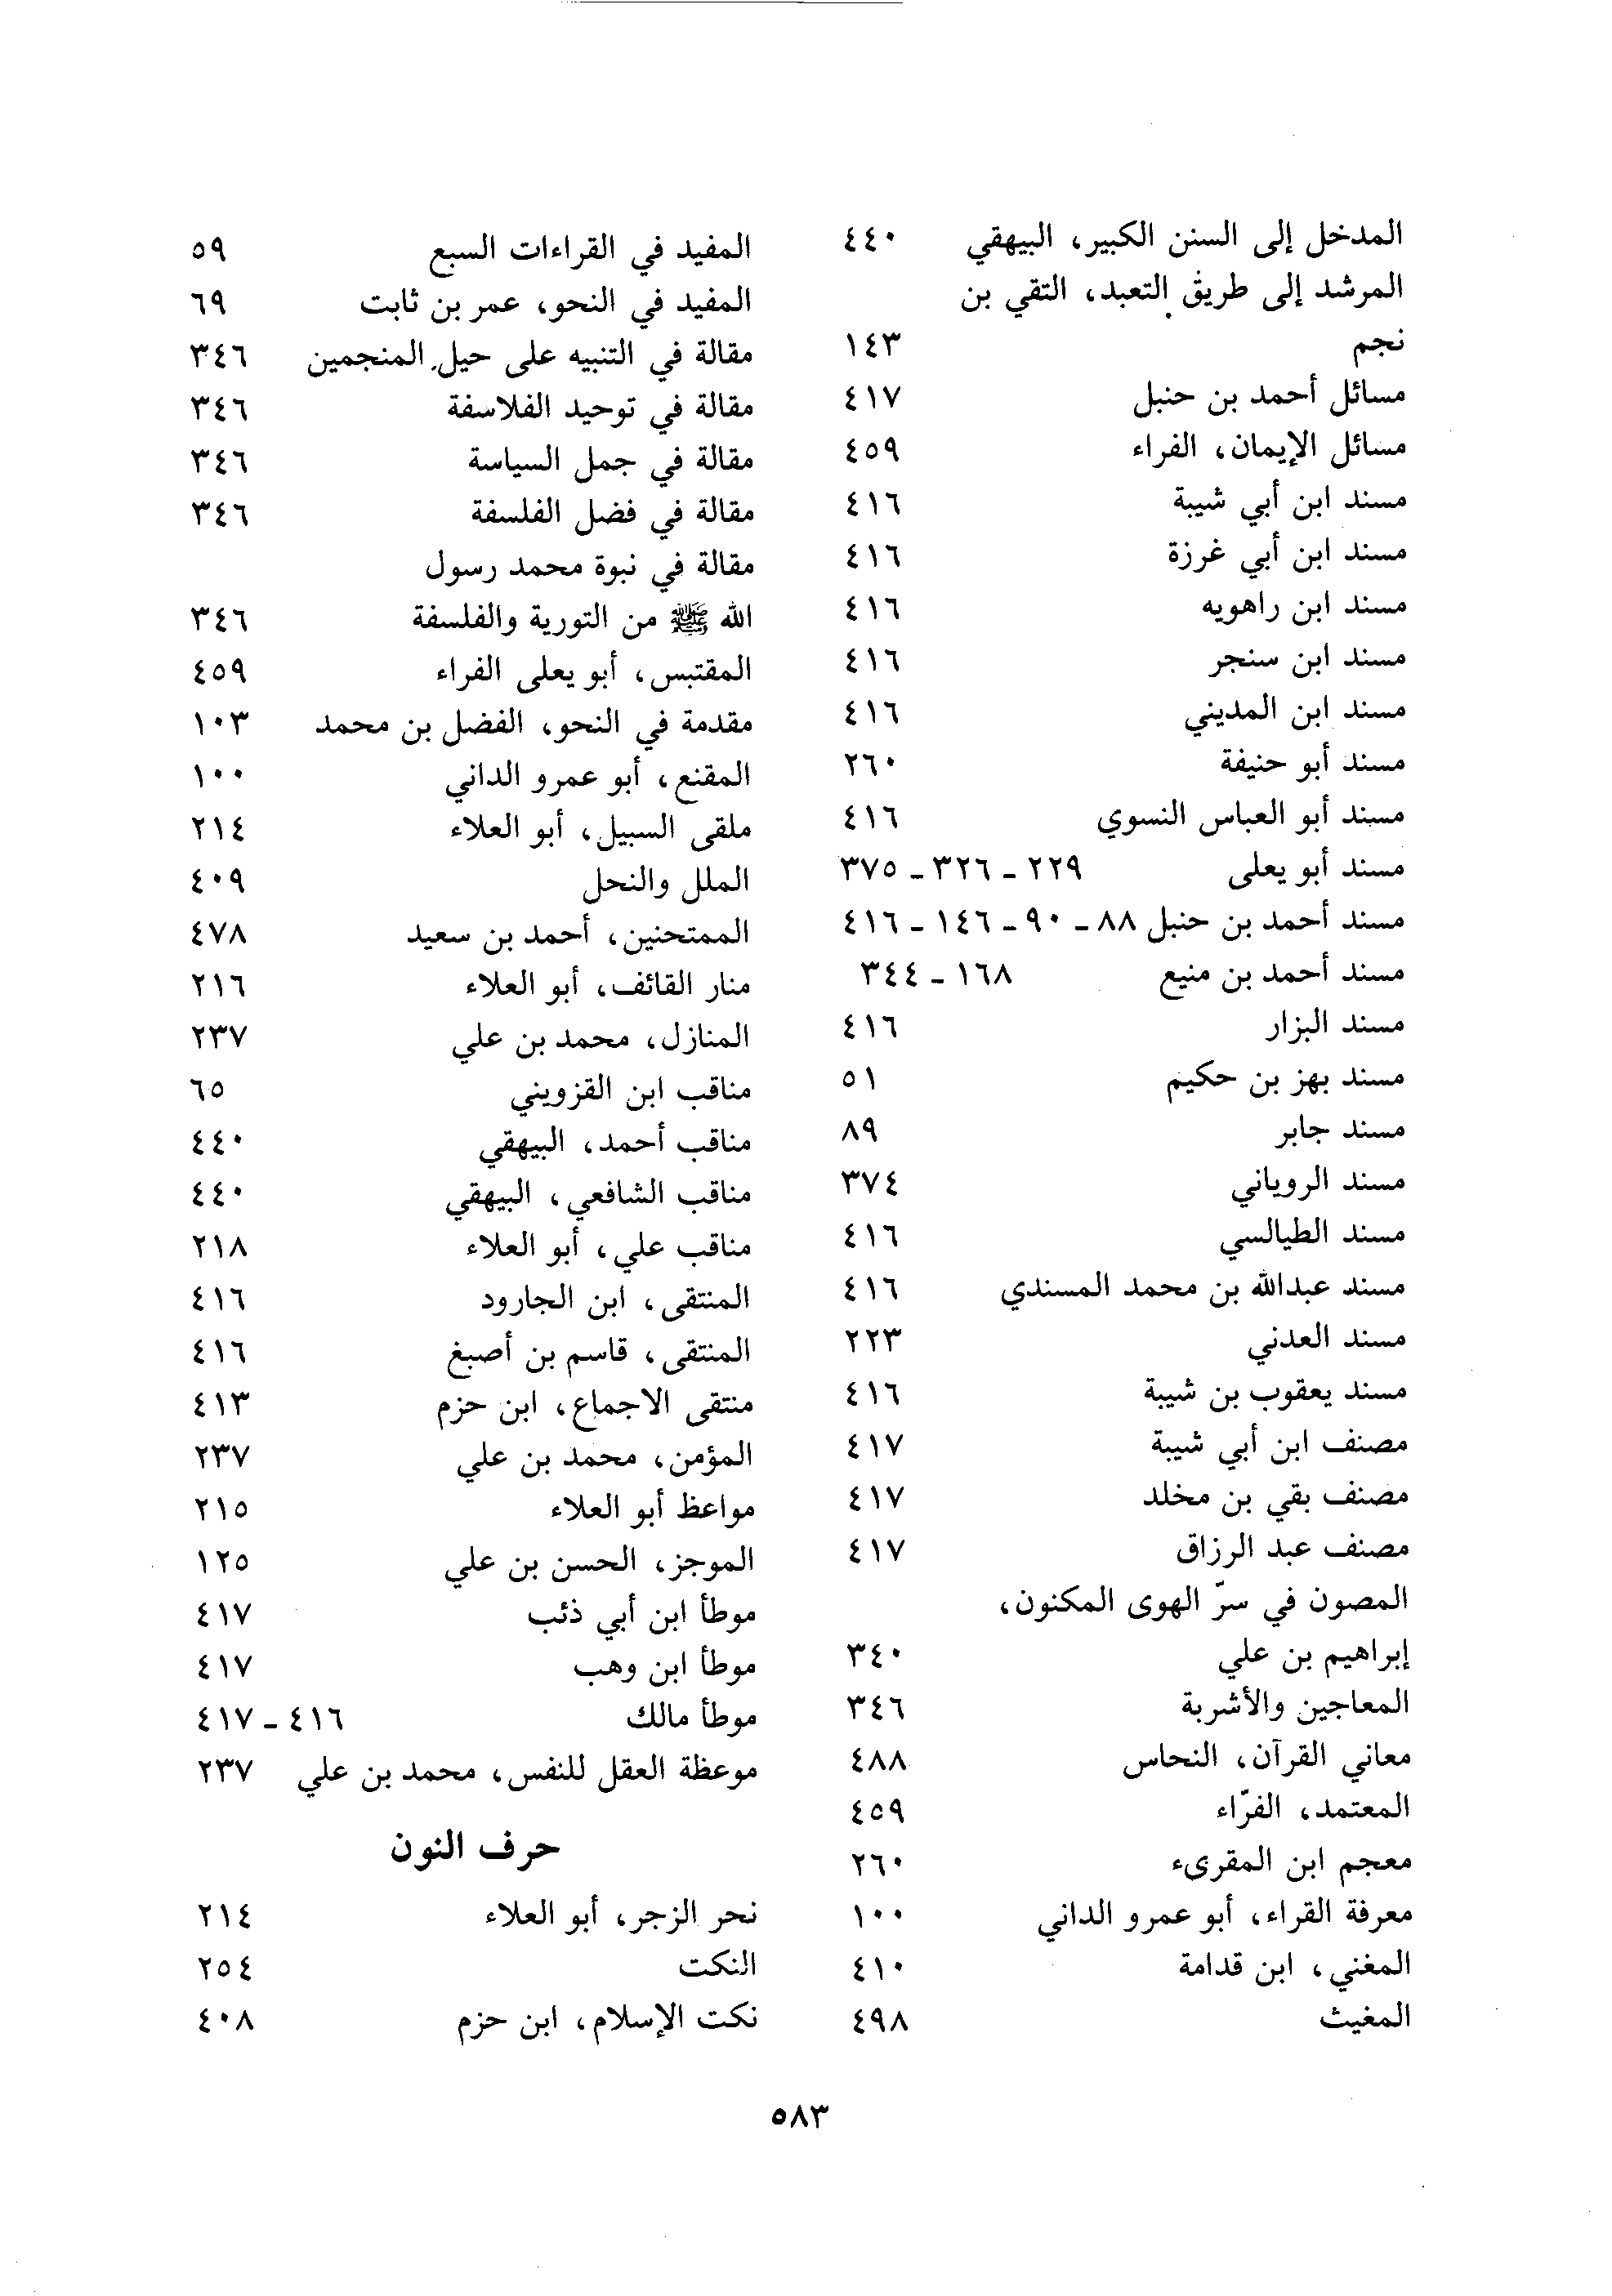 المدخل إلى السنن الكبير، البيهقي ٤٤٠
المرشد إلى طريق التعبد، التقي بن
نجم ١٤٣
مسائل أحمد بن حنبل ٤١٧
مسائل الإيمان، الفراء ٤٥٩
مسند ابن أبي شيبة ٤١٦
مسند ابن أبي غرزة ٤١٦
مسند ابن راهويه ٤١٦
مسند ابن سنجر ٤١٦
مسند ابن المديني ٤١٦
مسند أبو حنيفة ٢٦٠
مسند أبو العباس النسوي ٤١٦
مسند أبو يعلى ٢٢٩ - ٣٢٦ - ٣٧٥
مسند أحمد بن حنبل ٨٨ - ٩٠ - ١٤٦ - ٤١٦
مسند أحمد بن منيع ١٦٨ - ٣٤٤
مسند البزار ٤١٦
مسند بهز بن حكيم ٥١
مسند جابر ٨٩
مسند الروياني ٣٧٤
مسند الطيالسي ٤١٦
مسند عبدالله بن محمد المسندي ٤١٦
مسند العدني ٢٢٣
مسند يعقوب بن شيبة ٤١٦
مصنف ابن أبي شيبة ٤١٧
مصنف بقي بن مخلد ٤١٧
مصنف عبد الرزاق ٤١٧
المصون في سرّ الهوى المكنون،
إبراهيم بن علي ٣٤٠
المعاجين والأشربة ٣٤٦
معاني القرآن، النحاس ٤٨٨
المعتمد، الفرّاء ٤٥٩
معجم ابن المقرىء ٢٦٠
معرفة القراء، أبو عمرو الداني ١٠٠
المغني، ابن قدامة ٤١٠
المغيث ٤٩٨
المفيد في القراءات السبع ٥٩
المفيد في النحو، عمر بن ثابت ٦٩
مقالة في التنبيه على حيل المنجمين ٣٤٦
مقالة في توحيد الفلاسفة ٣٤٦
مقالة في جمل السياسة ٣٤٦
مقالة في فضل الفلسفة ٣٤٦
مقالة في نبوة محمد رسول
الله ﷺ من التورية والفلسفة ٣٤٦
المقتبس، أبو يعلى الفراء ٤٥٩
مقدمة في النحو، الفضل بن محمد ١٠٣
المقنع، أبو عمرو الداني ١٠٠
ملقى السبيل، أبو العلاء ٢١٤
الملل والنحل ٤٠٩
الممتحنين، أحمد بن سعيد ٤٧٨
منار القائف، أبو العلاء ٢١٦
المنازل، محمد بن علي ٢٣٧
مناقب ابن القزويني ٦٥
مناقب أحمد، البيهقي ٤٤٠
مناقب الشافعي، البيهقي ٤٤٠
مناقب علي، أبو العلاء ٢١٨
المنتقى، ابن الجارود ٤١٦
المنتقى، قاسم بن أصبغ ٤١٦
منتقى الاجماع، ابن حزم ٤١٣
المؤمن، محمد بن علي ٢٣٧
مواعظ أبو العلاء ٢١٥
الموجز، الحسن بن علي ١٢٥
موطأ ابن أبي ذئب ٤١٧
موطأ ابن وهب ٤١٧
موطأ مالك ٤١٦ - ٤١٧
موعظة العقل للنفس، محمد بن علي ٢٣٧
حرف النون
نحر الزجر، أبو العلاء ٢١٤
النكت ٢٥٤
نكت الإسلام، ابن حزم ٤٠٨
٥٨٣